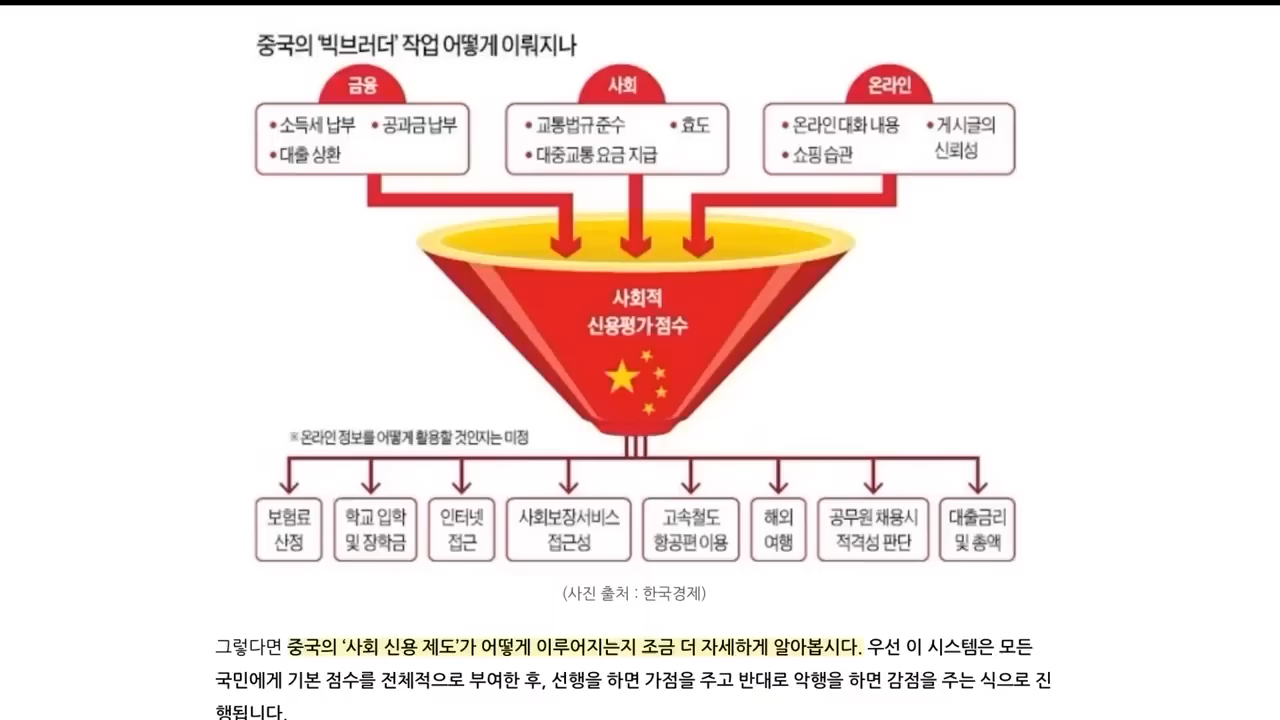 중국의 '빅브러더' 작업 어떻게 이뤄지나
금융
사회
온라인
• 소득세 납부 • 공과금 납부
• 대출 상환
• 교통법규 준수 • 효도
• 대중교통 요금 지급
• 온라인 대화 내용 • 게시글의
신뢰성
• 쇼핑 습관
사회적
신용평가 점수
※ 온라인 정보를 어떻게 활용할 것인지는 미정
보험료
산정
학교 입학
및 장학금
인터넷
접근
사회보장서비스
접근성
고속철도
항공편 이용
해외
여행
공무원 채용시
적격성 판단
대출금리
및 총액
(사진 출처 : 한국경제)
그렇다면 중국의 ‘사회 신용 제도’가 어떻게 이루어지는지 조금 더 자세하게 알아봅시다. 우선 이 시스템은 모든
국민에게 기본 점수를 전체적으로 부여한 후, 선행을 하면 가점을 주고 반대로 악행을 하면 감점을 주는 식으로 진
행됩니다.